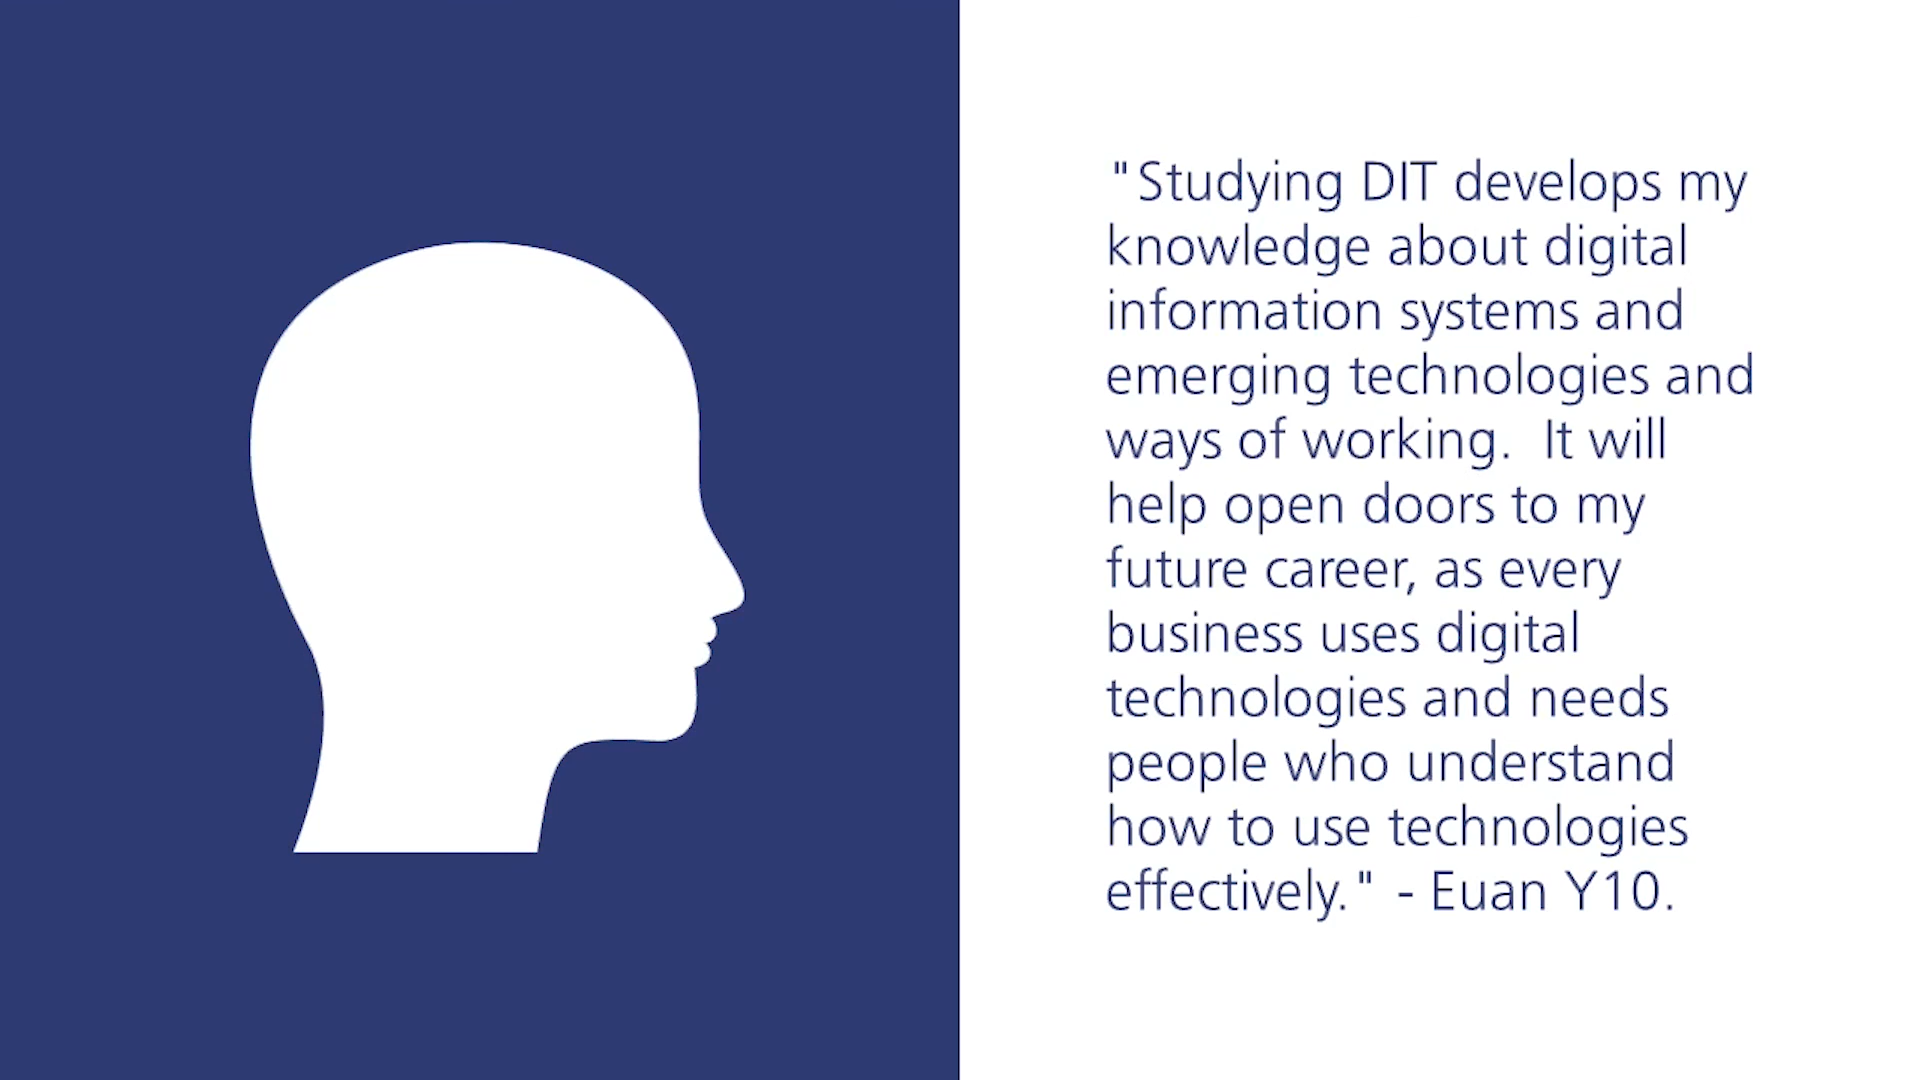 "Studying DIT develops my
knowledge about digital
information systems and
emerging technologies and
ways of working.  It will
help open doors to my
future career, as every
business uses digital
technologies and needs
people who understand
how to use technologies
effectively." - Euan Y10.